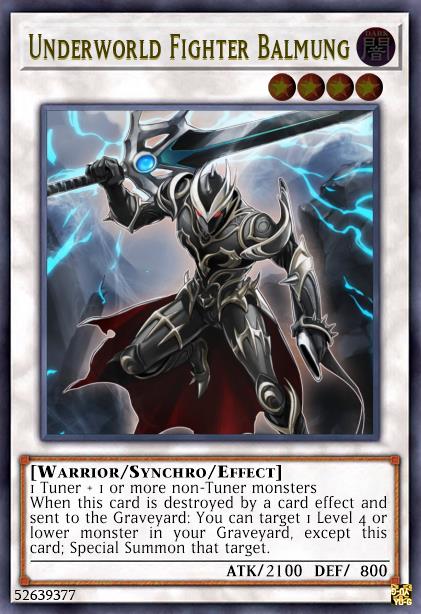 UNDERWORLD FIGHTER BALMUNG
DARK
闇
[WARRIOR/SYNCHRO/EFFECT]
1 Tuner + 1 or more non-Tuner monsters
When this card is destroyed by a card effect and
sent to the Graveyard: You can target 1 Level 4 or
lower monster in your Graveyard, except this
card; Special Summon that target.
ATK/2100 DEF/ 800
52639377